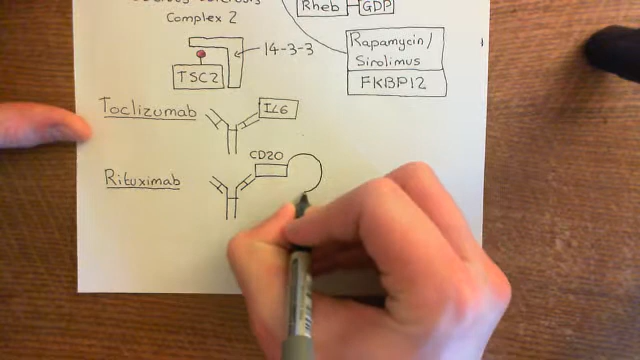 Complex 2
Rheb GDP
14-3-3
TSC2
Rapamycin/
Sirolimus
FKBP12
Toclizumab
IL6
CD20
Rituximab